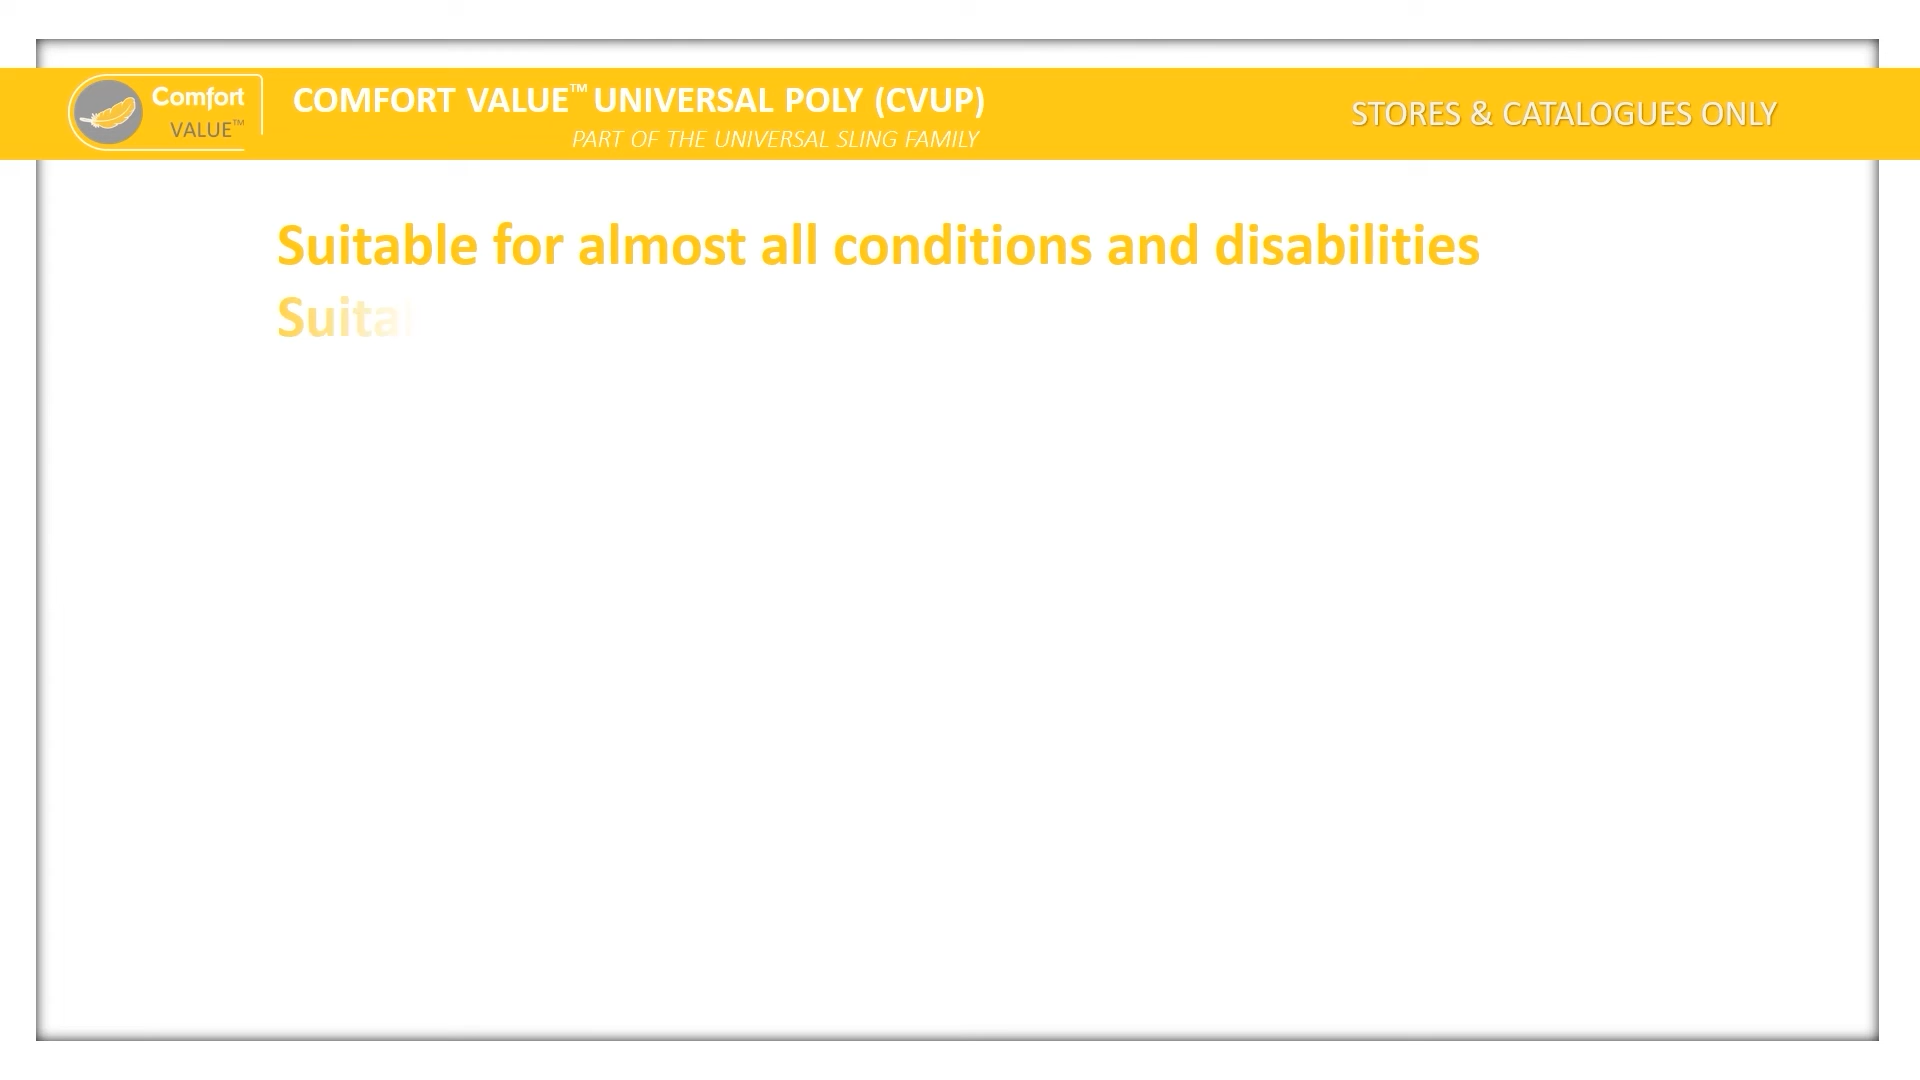 Comfort
VALUE™
COMFORT VALUE™ UNIVERSAL POLY (CVUP)
PART OF THE UNIVERSAL SLING FAMILY
STORES & CATALOGUES ONLY
Suitable for almost all conditions and disabilities